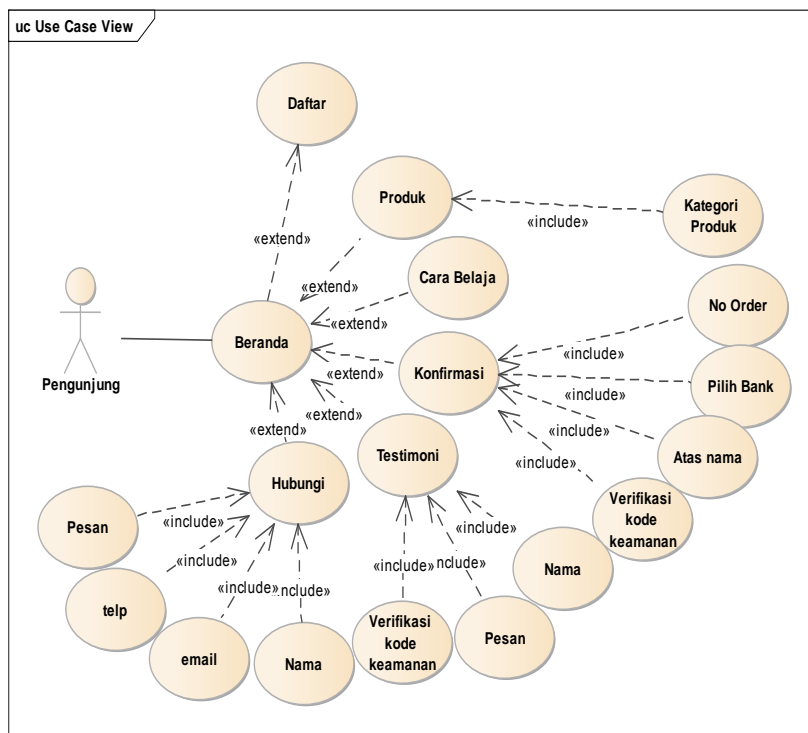 uc Use Case View
Daftar
Produk
Kategori
Produk
«include»
«extend»
Cara Belaja
«extend»
«extend»
No Order
Beranda
Pengunjung
Konfirmasi
«include»
«extend»
Pilih Bank
«include»
«extend»
«extend»
«include»
Testimoni
Atas nama
«include»
Hubungi
Verifikasi
kode
keamanan
Pesan
«include»
«include»
«include»
Nama
telp
«include»
«include»
nclude»
nclude»
email
Nama
Verifikasi
kode
keamanan
Pesan